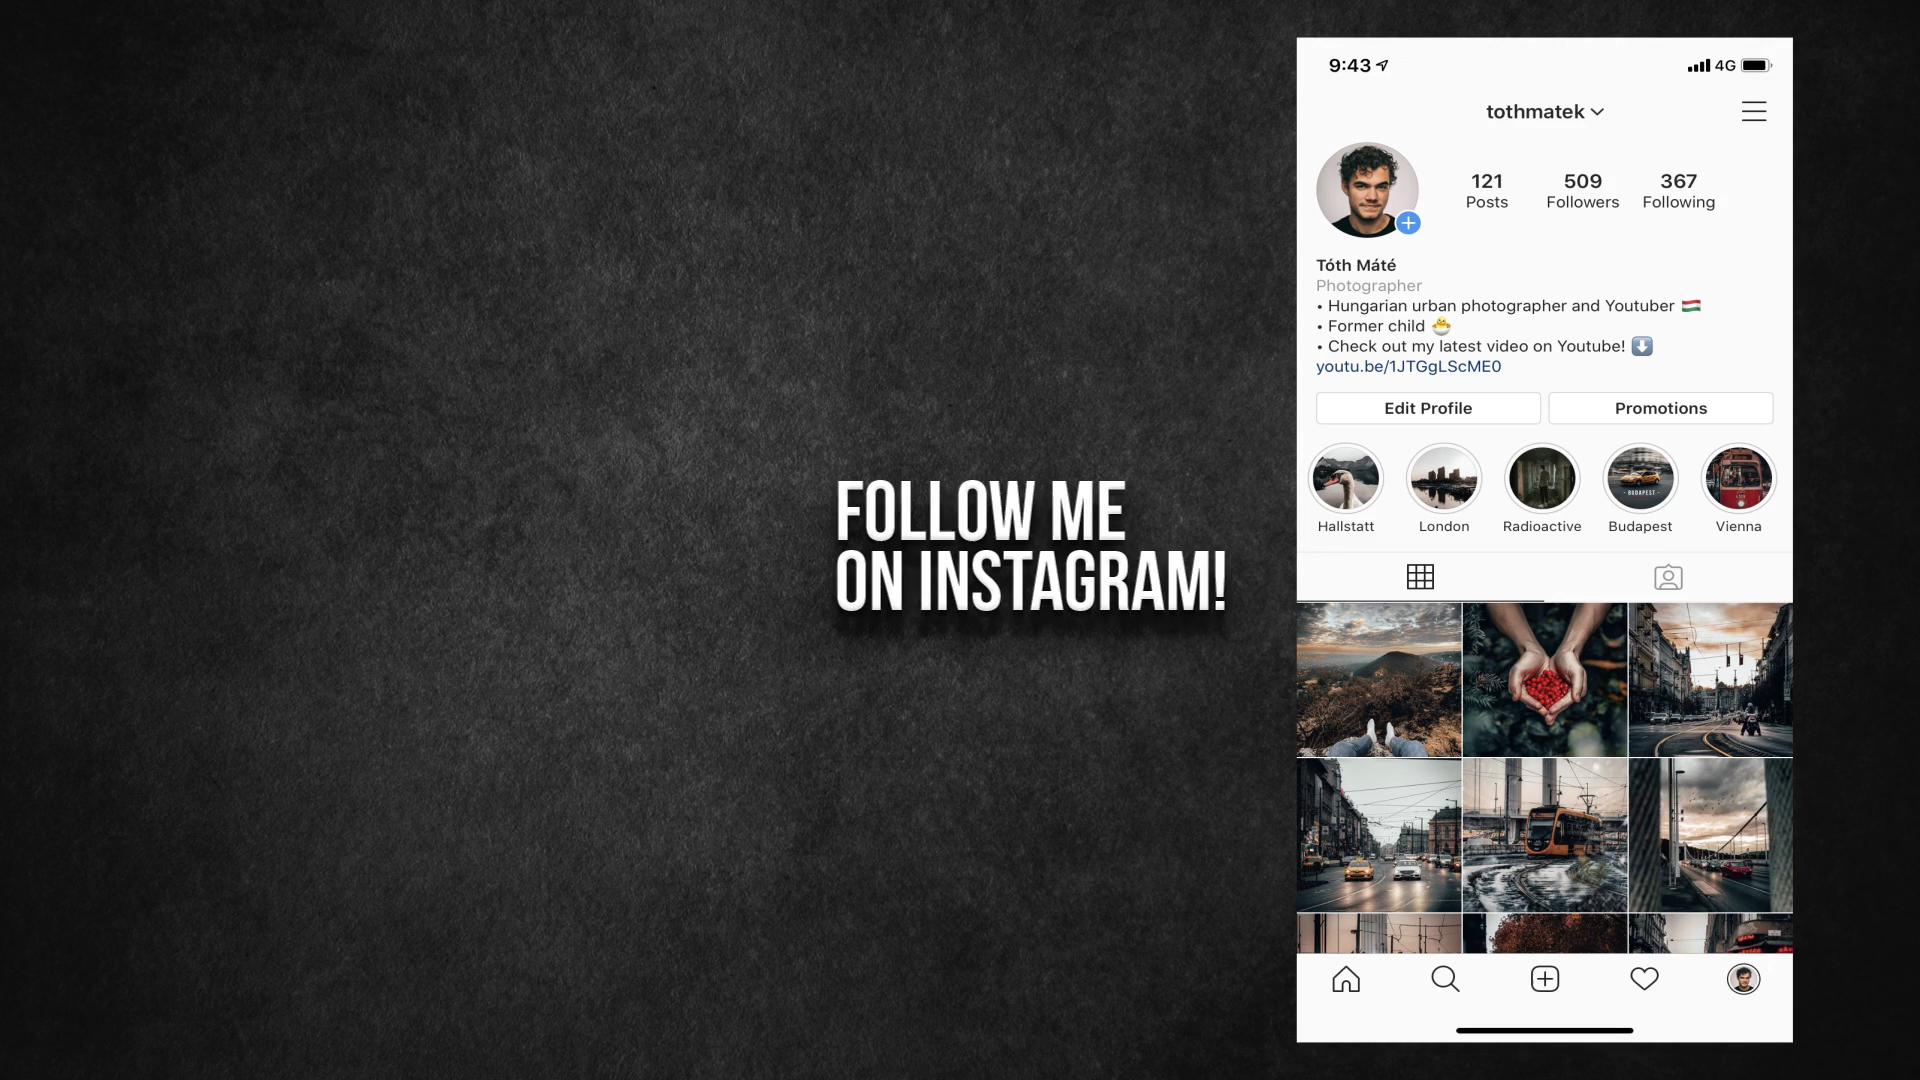 FOLLOW ME
ON INSTAGRAM!
9:43
4G
tothmatek
121
Posts
509
Followers
367
Following
Tóth Máté
Photographer
• Hungarian urban photographer and Youtuber 🇭🇺
• Former child 🐣
• Check out my latest video on Youtube! ⬇️
youtu.be/1JTGgLScME0
Edit Profile
Promotions
- BUDAPEST -
Hallstatt
London
Radioactive
Budapest
Vienna